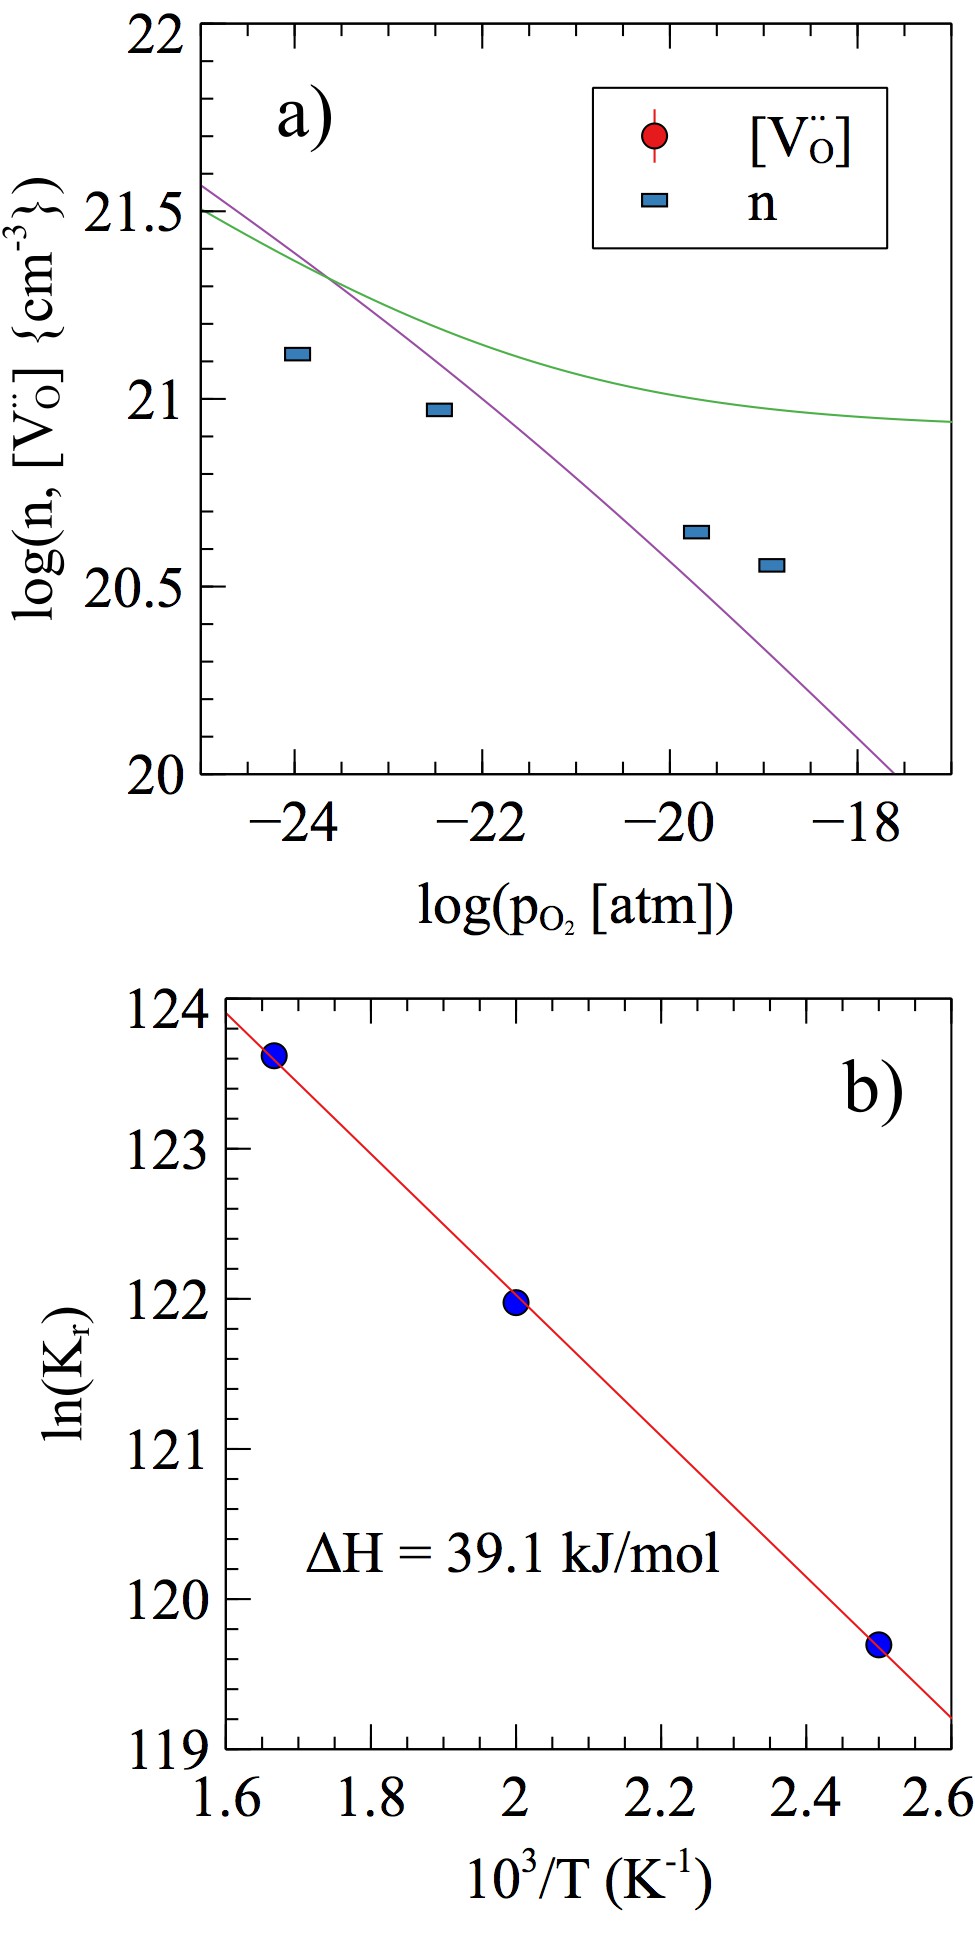 22
a)
[V̈O]
n
21.5
21
20.5
20
log(n, [V̈O] {cm-3})
−24 −22 −20 −18
log(pO2 [atm])
124
b)
123
122
121
ΔH = 39.1 kJ/mol
120
119
ln(Kr)
1.6 1.8 2 2.2 2.4 2.6
10³/T (K-1)